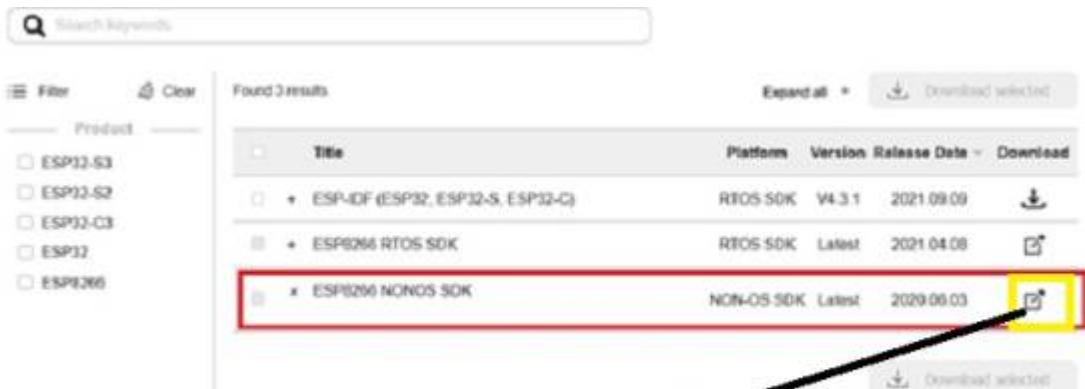 Search keywords
Filter Clear Found 3 results Expand all Download selected
Product
Title Platform Version Release Date Download
ESP32-S3
ESP-IDF (ESP32, ESP32-S, ESP32-C) RTOS SDK V4.3.1 2021.09.09
ESP32-S2
ESP32-C3
ESP8266 RTOS SDK RTOS SDK Latest 2021.04.08
ESP32
ESP8266
ESP8266 NONOS SDK NON-OS SDK Latest 2020.06.03
Download selected